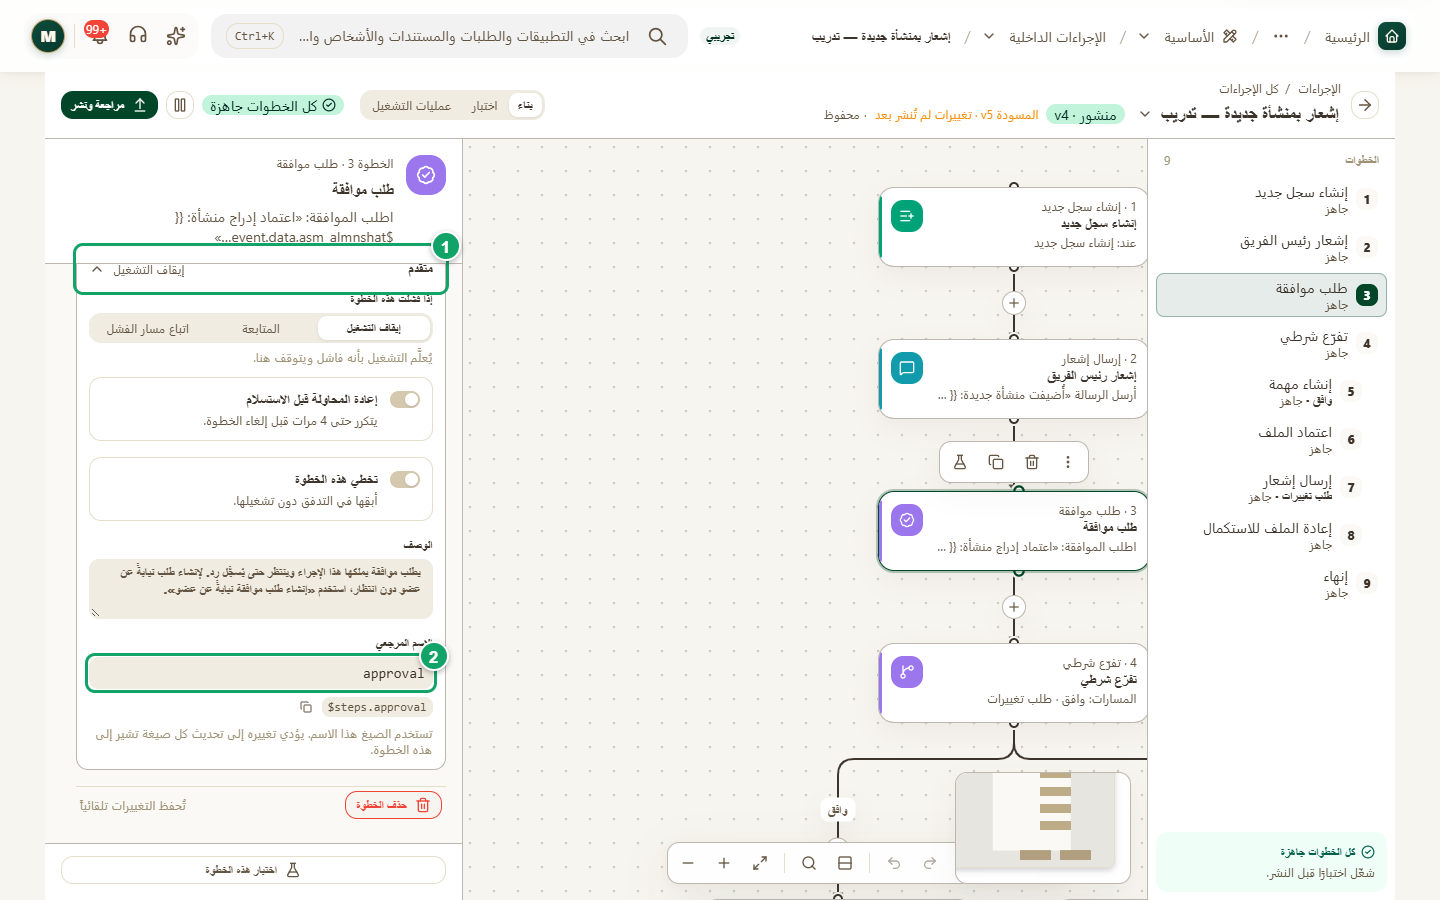 الرئيسية / ... / الأساسية / الإجراءات الداخلية / إشعار بمنشأة جديدة — تدريب
تجريبي
ابحث في التطبيقات والطلبات والمستندات والأشخاص وا...
Ctrl+K
99+
M
الإجراءات / كل الإجراءات
إشعار بمنشأة جديدة — تدريب
منشور · v4
المسودة v5 · تغييرات لم تُنشر بعد
· محفوظ
بناء
اختبار
عمليات التشغيل
كل الخطوات جاهزة
مراجعة ونشر
الخطوات
9
1
إنشاء سجل جديد
جاهز
2
إشعار رئيس الفريق
جاهز
3
طلب موافقة
جاهز
4
تفرّع شرطي
جاهز
5
إنشاء مهمة
وافق • جاهز
6
اعتماد الملف
جاهز
7
إرسال إشعار
طلب تغييرات • جاهز
8
إعادة الملف للاستكمال
جاهز
9
إنهاء
جاهز
كل الخطوات جاهزة
شغّل اختبارًا قبل النشر.
1 · إنشاء سجل جديد
إنشاء سجل جديد
عند: إنشاء سجل جديد
2 · إرسال إشعار
إشعار رئيس الفريق
أرسل الرسالة «أُضيفت منشأة جديدة: {{ ...
3 · طلب موافقة
طلب موافقة
اطلب الموافقة: «اعتماد إدراج منشأة: {{ ...
4 · تفرّع شرطي
تفرّع شرطي
المسارات: وافق · طلب تغييرات
وافق
الخطوة 3 · طلب موافقة
طلب موافقة
اطلب الموافقة: «اعتماد إدراج منشأة: {{
$event.data.asm_almnshat...»
1
متقدم
إيقاف التشغيل
إذا فشلت هذه الخطوة
إيقاف التشغيل
المتابعة
اتباع مسار الفشل
يُعلَّم التشغيل بأنه فاشل ويتوقف هنا.
إعادة المحاولة قبل الاستسلام
يتكرر حتى 4 مرات قبل إلغاء الخطوة.
تخطي هذه الخطوة
أبقِها في التدفق دون تشغيلها.
الوصف
يطلب موافقة يملكها هذا الإجراء وينتظر حتى يُسجَّل رد. لإنشاء طلب نيابةً عن
عضو دون انتظار، استخدم «إنشاء طلب موافقة نيابةً عن عضو».
الاسم المرجعي
2
approval
$steps.approval
تستخدم الصيغ هذا الاسم. يؤدي تغييره إلى تحديث كل صيغة تشير إلى
هذه الخطوة.
حذف الخطوة
تُحفظ التغييرات تلقائياً
اختبار هذه الخطوة